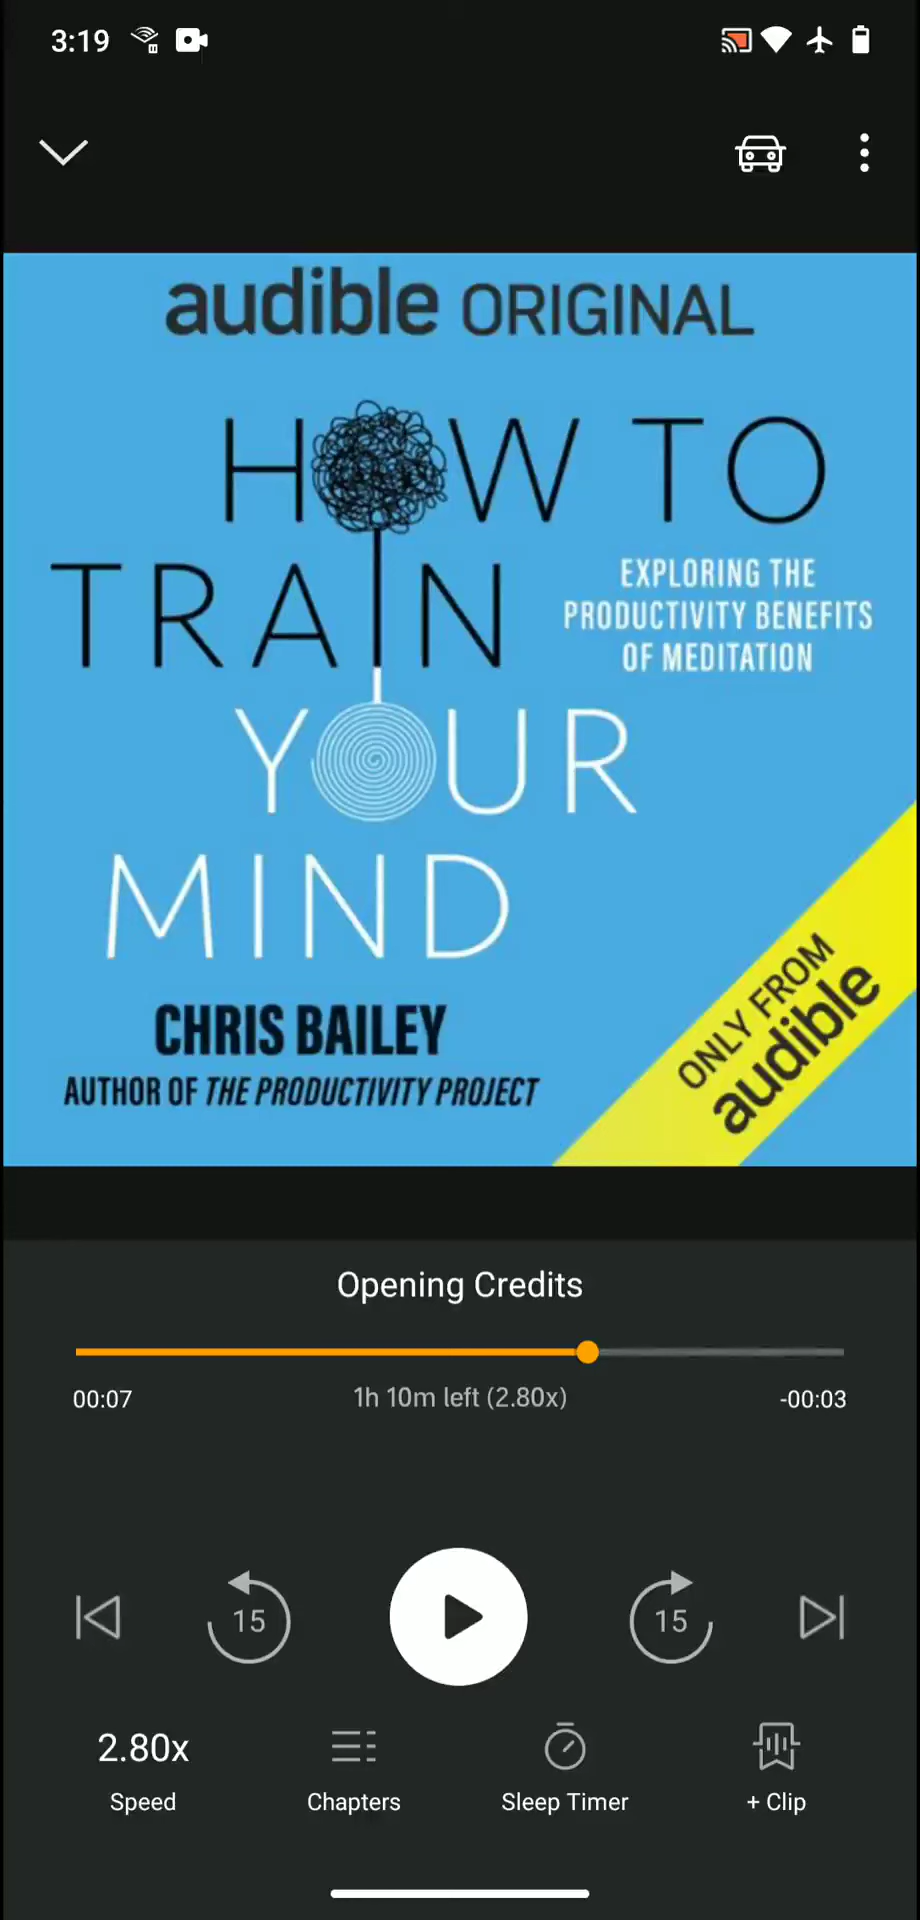 3:19
audible ORIGINAL
HOW TO
TRAIN
EXPLORING THE
PRODUCTIVITY BENEFITS
OF MEDITATION
YOUR
MIND
CHRIS BAILEY
AUTHOR OF THE PRODUCTIVITY PROJECT
ONLY FROM
audible
Opening Credits
00:07 1h 10m left (2.80x) -00:03
15 15
2.80x
Speed Chapters Sleep Timer + Clip